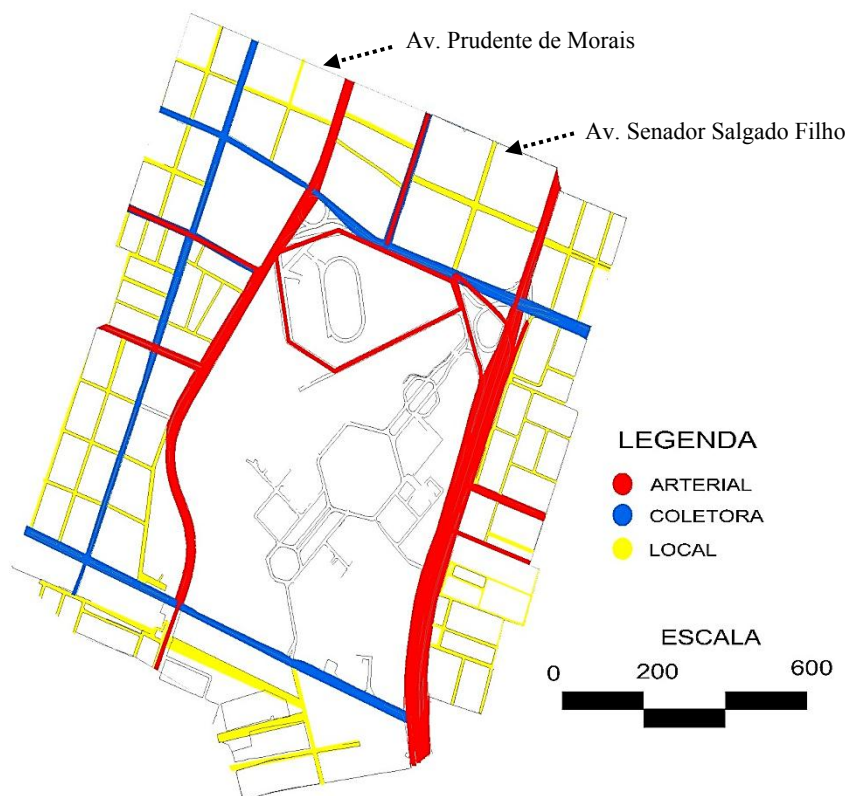 Av. Prudente de Morais
Av. Senador Salgado Filho
LEGENDA
ARTERIAL
COLETORA
LOCAL
ESCALA
0 200 600